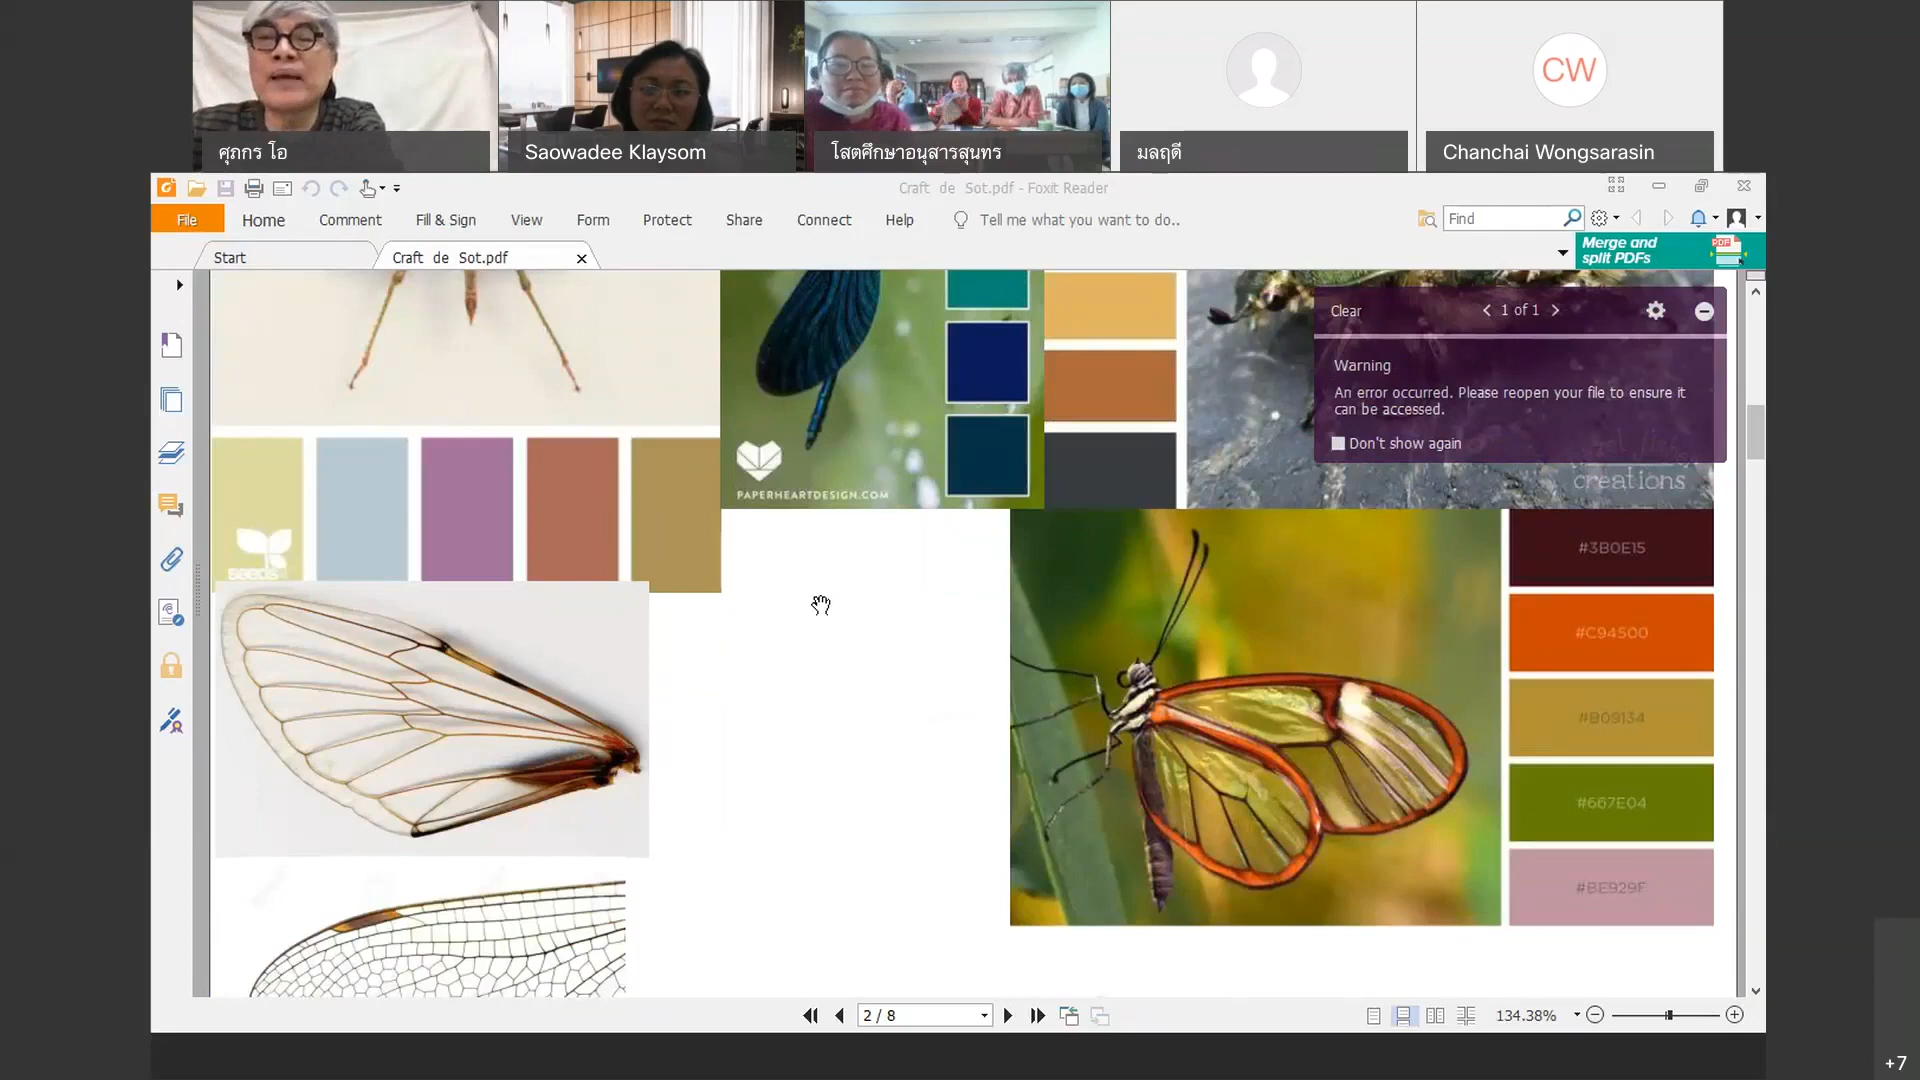 ศุภกร โอ
Saowadee Klaysom
โสตศึกษาอนุสารสุนทร
มลฤดี
CW
Chanchai Wongsarasin
Craft de Sot.pdf - Foxit Reader
File
Home
Comment
Fill & Sign
View
Form
Protect
Share
Connect
Help
Tell me what you want to do..
Find
Start
Craft de Sot.pdf
Merge and
split PDFs
PDF
Clear
1 of 1
Warning
An error occurred. Please reopen your file to ensure it
can be accessed.
Don't show again
creations
PAPERHEARTDESIGN.COM
seeds
#3B0E15
#C94500
#B09134
#667E04
#BE929F
2 / 8
134.38%
+7